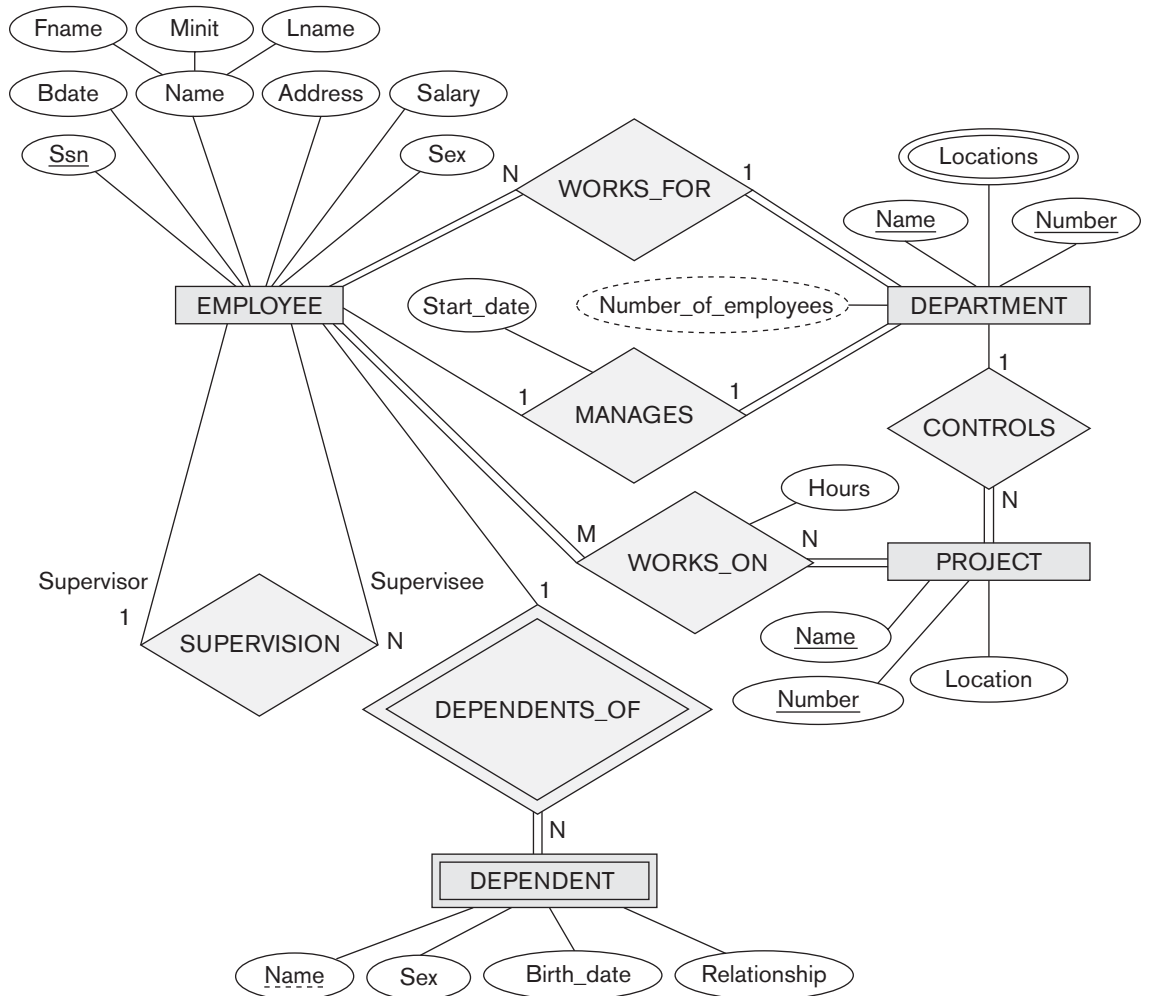 Fname
Minit
Lname
Bdate
Name
Address
Salary
Ssn
Sex
N
WORKS_FOR
1
Locations
Name
Number
EMPLOYEE
Start_date
Number_of_employees
DEPARTMENT
1
MANAGES
1
1
CONTROLS
N
Hours
M
WORKS_ON
N
PROJECT
Supervisor
1
SUPERVISION
Supervisee
N
1
Name
Number
Location
DEPENDENTS_OF
N
DEPENDENT
Name
Sex
Birth_date
Relationship